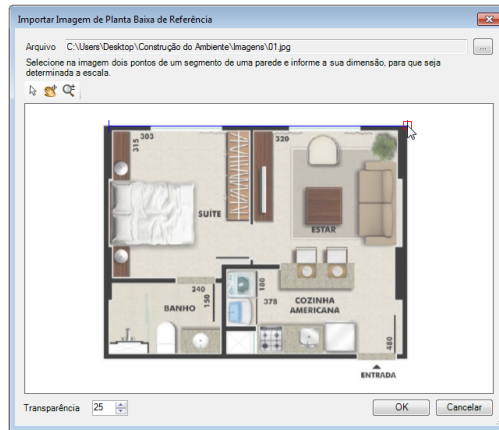 Importar Imagem de Planta Baixa de Referência
Arquivo C:\Users\Desktop\Construção do Ambiente\Imagens\01.jpg ...
Selecione na imagem dois pontos de um segmento de uma parede e informe a sua dimensão, para que seja
determinada a escala.
303
315
320
SUÍTE
ESTAR
240
150
180
378
BANHO
COZINHA
AMERICANA
480
ENTRADA
Transparência 25
OK Cancelar